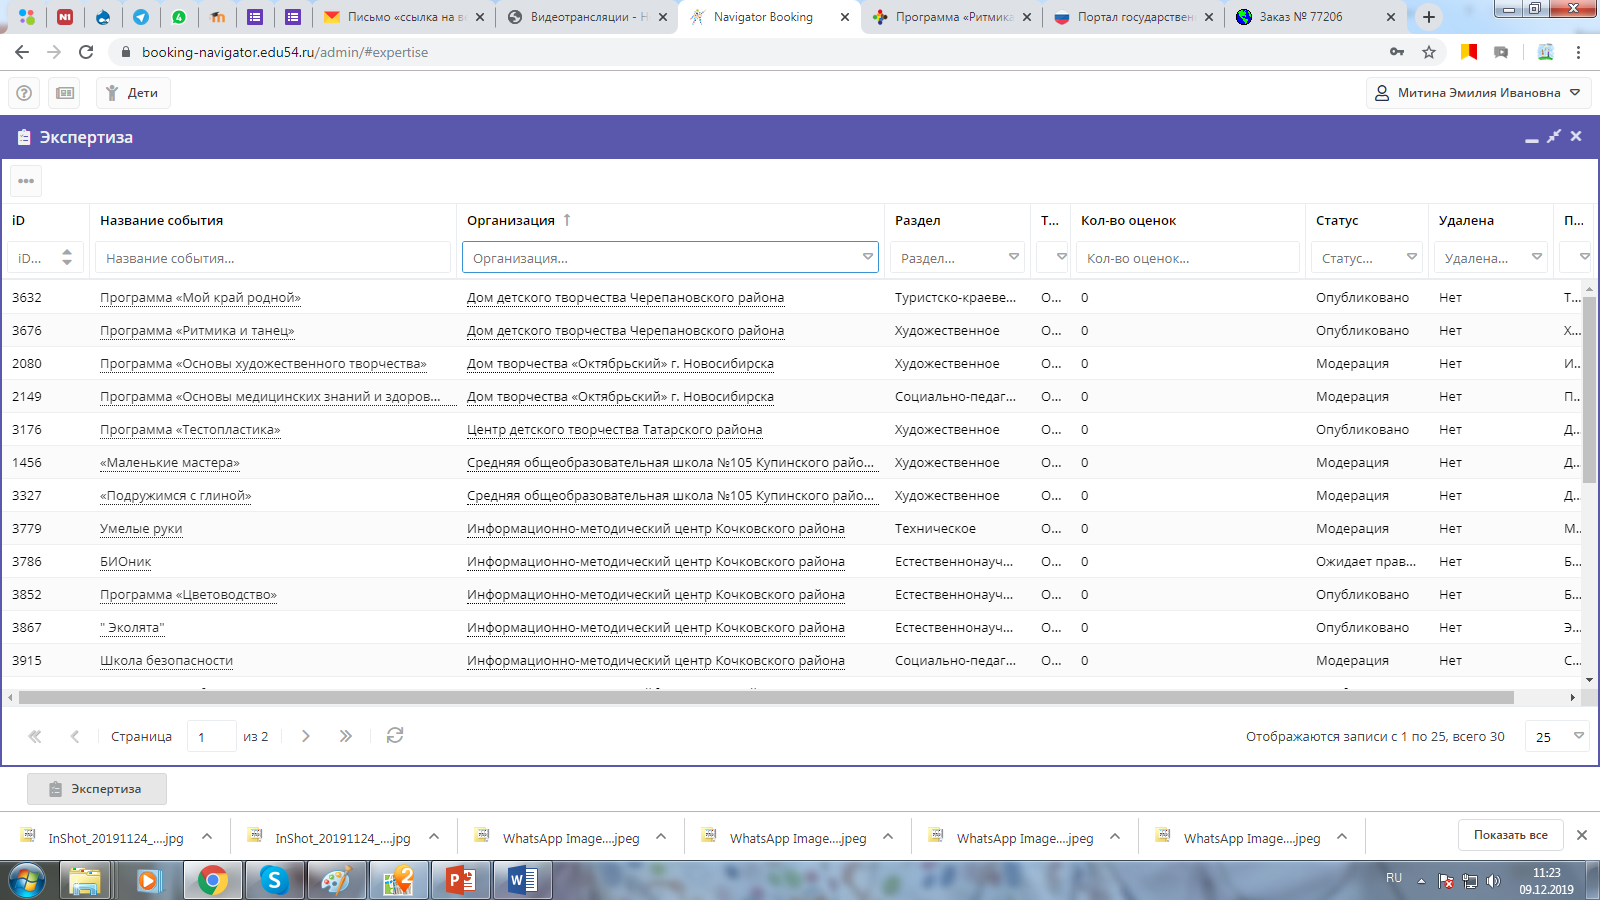 Письмо «ссылка на в
Видеотрансляции - Н
Navigator Booking
Программа «Ритмика
Портал государствен
Заказ № 77206
booking-navigator.edu54.ru/admin/#expertise
Дети
Митина Эмилия Ивановна
Экспертиза
iD Название события Организация ↑ Раздел Т... Кол-во оценок Статус Удалена П...
iD... Название события... Организация... Раздел... Кол-во оценок... Статус... Удалена...
3632 Программа «Мой край родной» Дом детского творчества Черепановского района Туристско-краеве... О... 0 Опубликовано Нет Т...
3676 Программа «Ритмика и танец» Дом детского творчества Черепановского района Художественное О... 0 Опубликовано Нет Х...
2080 Программа «Основы художественного творчества» Дом творчества «Октябрьский» г. Новосибирска Художественное О... 0 Модерация Нет И...
2149 Программа «Основы медицинских знаний и здоров... Дом творчества «Октябрьский» г. Новосибирска Социально-педаг... О... 0 Модерация Нет П...
3176 Программа «Тестопластика» Центр детского творчества Татарского района Художественное О... 0 Опубликовано Нет Д...
1456 «Маленькие мастера» Средняя общеобразовательная школа №105 Купинского райо... Художественное О... 0 Модерация Нет Д...
3327 «Подружимся с глиной» Средняя общеобразовательная школа №105 Купинского райо... Художественное О... 0 Модерация Нет Д...
3779 Умелые руки Информационно-методический центр Кочковского района Техническое О... 0 Модерация Нет М...
3786 БИОник Информационно-методический центр Кочковского района Естественнонауч... О... 0 Ожидает прав... Нет Б...
3852 Программа «Цветоводство» Информационно-методический центр Кочковского района Естественнонауч... О... 0 Опубликовано Нет Б...
3867 " Эколята" Информационно-методический центр Кочковского района Естественнонауч... О... 0 Опубликовано Нет Э...
3915 Школа безопасности Информационно-методический центр Кочковского района Социально-педаг... О... 0 Модерация Нет С...
Страница 1 из 2 Отображаются записи с 1 по 25, всего 30 25
Экспертиза
InShot_20191124_....jpg InShot_20191124_....jpg WhatsApp Image....jpeg WhatsApp Image....jpeg WhatsApp Image....jpeg WhatsApp Image....jpeg Показать все
RU 11:23
09.12.2019